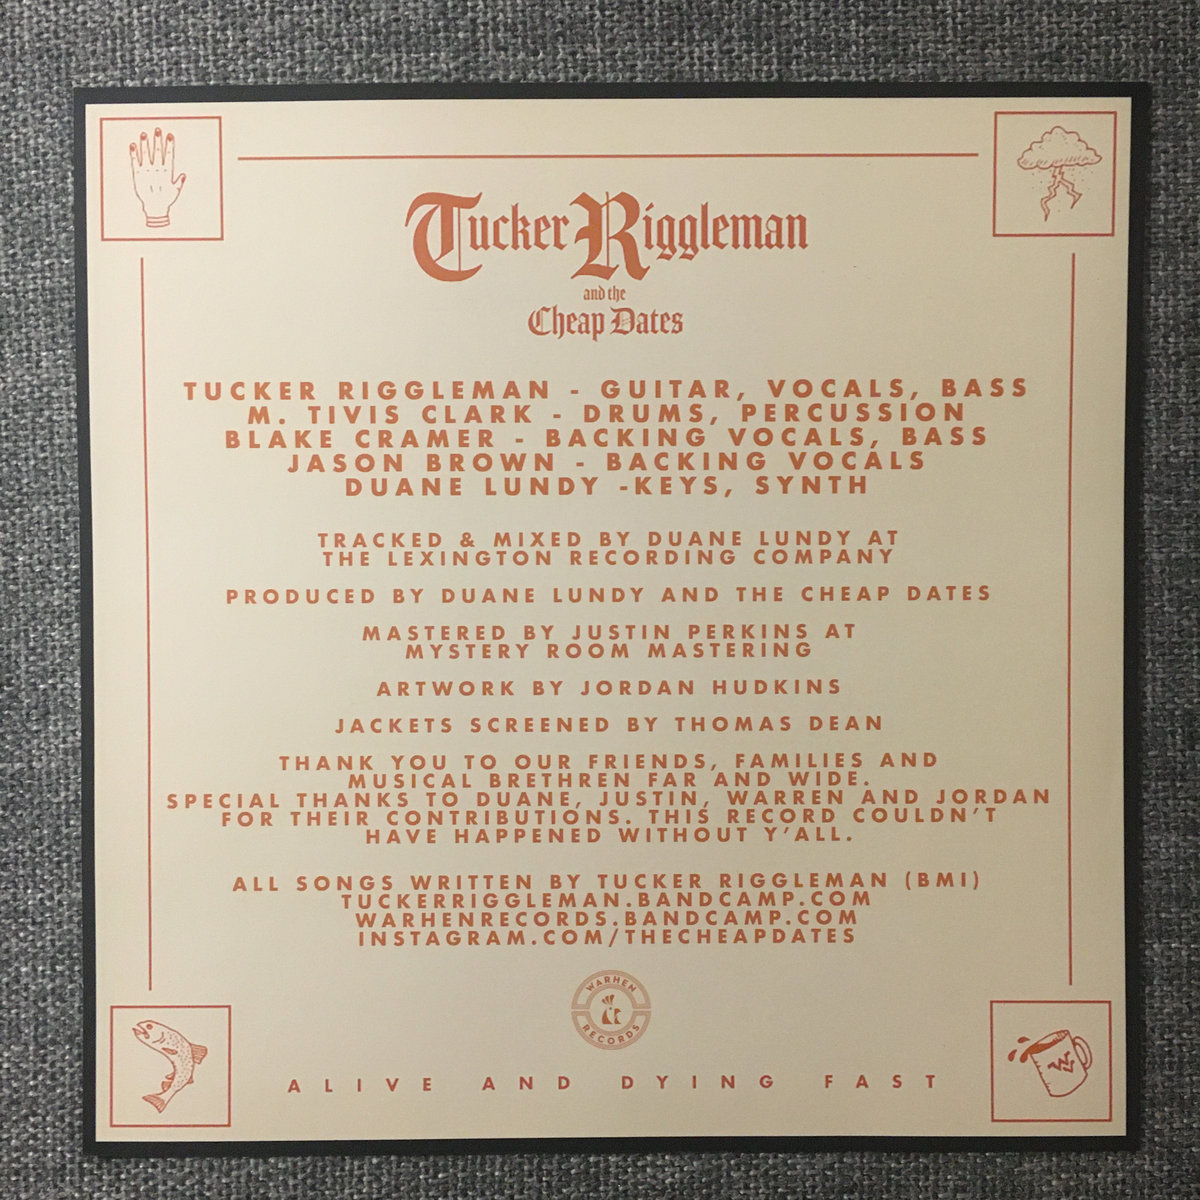 Tucker Riggleman
and the
Cheap Dates
TUCKER RIGGLEMAN - GUITAR, VOCALS, BASS
M. TIVIS CLARK - DRUMS, PERCUSSION
BLAKE CRAMER - BACKING VOCALS, BASS
JASON BROWN - BACKING VOCALS
DUANE LUNDY -KEYS, SYNTH
TRACKED & MIXED BY DUANE LUNDY AT
THE LEXINGTON RECORDING COMPANY
PRODUCED BY DUANE LUNDY AND THE CHEAP DATES
MASTERED BY JUSTIN PERKINS AT
MYSTERY ROOM MASTERING
ARTWORK BY JORDAN HUDKINS
JACKETS SCREENED BY THOMAS DEAN
THANK YOU TO OUR FRIENDS, FAMILIES AND
MUSICAL BRETHREN FAR AND WIDE.
SPECIAL THANKS TO DUANE, JUSTIN, WARREN AND JORDAN
FOR THEIR CONTRIBUTIONS. THIS RECORD COULDN'T
HAVE HAPPENED WITHOUT Y'ALL.
ALL SONGS WRITTEN BY TUCKER RIGGLEMAN (BMI)
TUCKERRIGGLEMAN.BANDCAMP.COM
WARHENRECORDS.BANDCAMP.COM
INSTAGRAM.COM/THECHEAPDATES
WARHEN
RECORDS
ALIVE AND DYING FAST